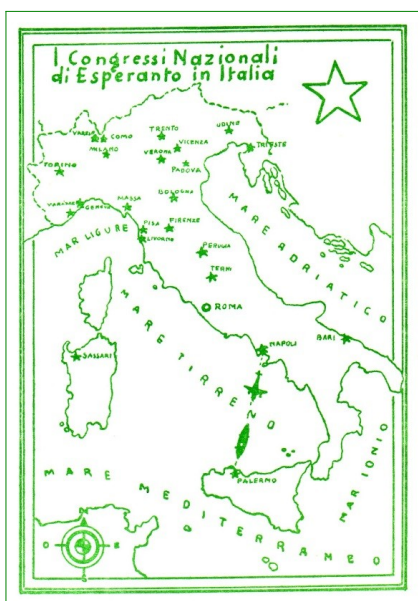 I Congressi Nazionali
di Esperanto in Italia
UDINE
TRENTO
VARESE COMO
VICENZA
TRIESTE
MILANO
VERONA
TORINO
PADOVA
BOLOGNA
GENOVA
MASSA
PISA FIRENZE
LIVORNO
MAR LIGURE
MARE ADRIATICO
PERUGIA
TERNI
ROMA
MARE TIRRENO
NAPOLI
BARI
SASSARI
PALERMO
MAR IONIO
MARE MEDITERRANEO
N
O E
S